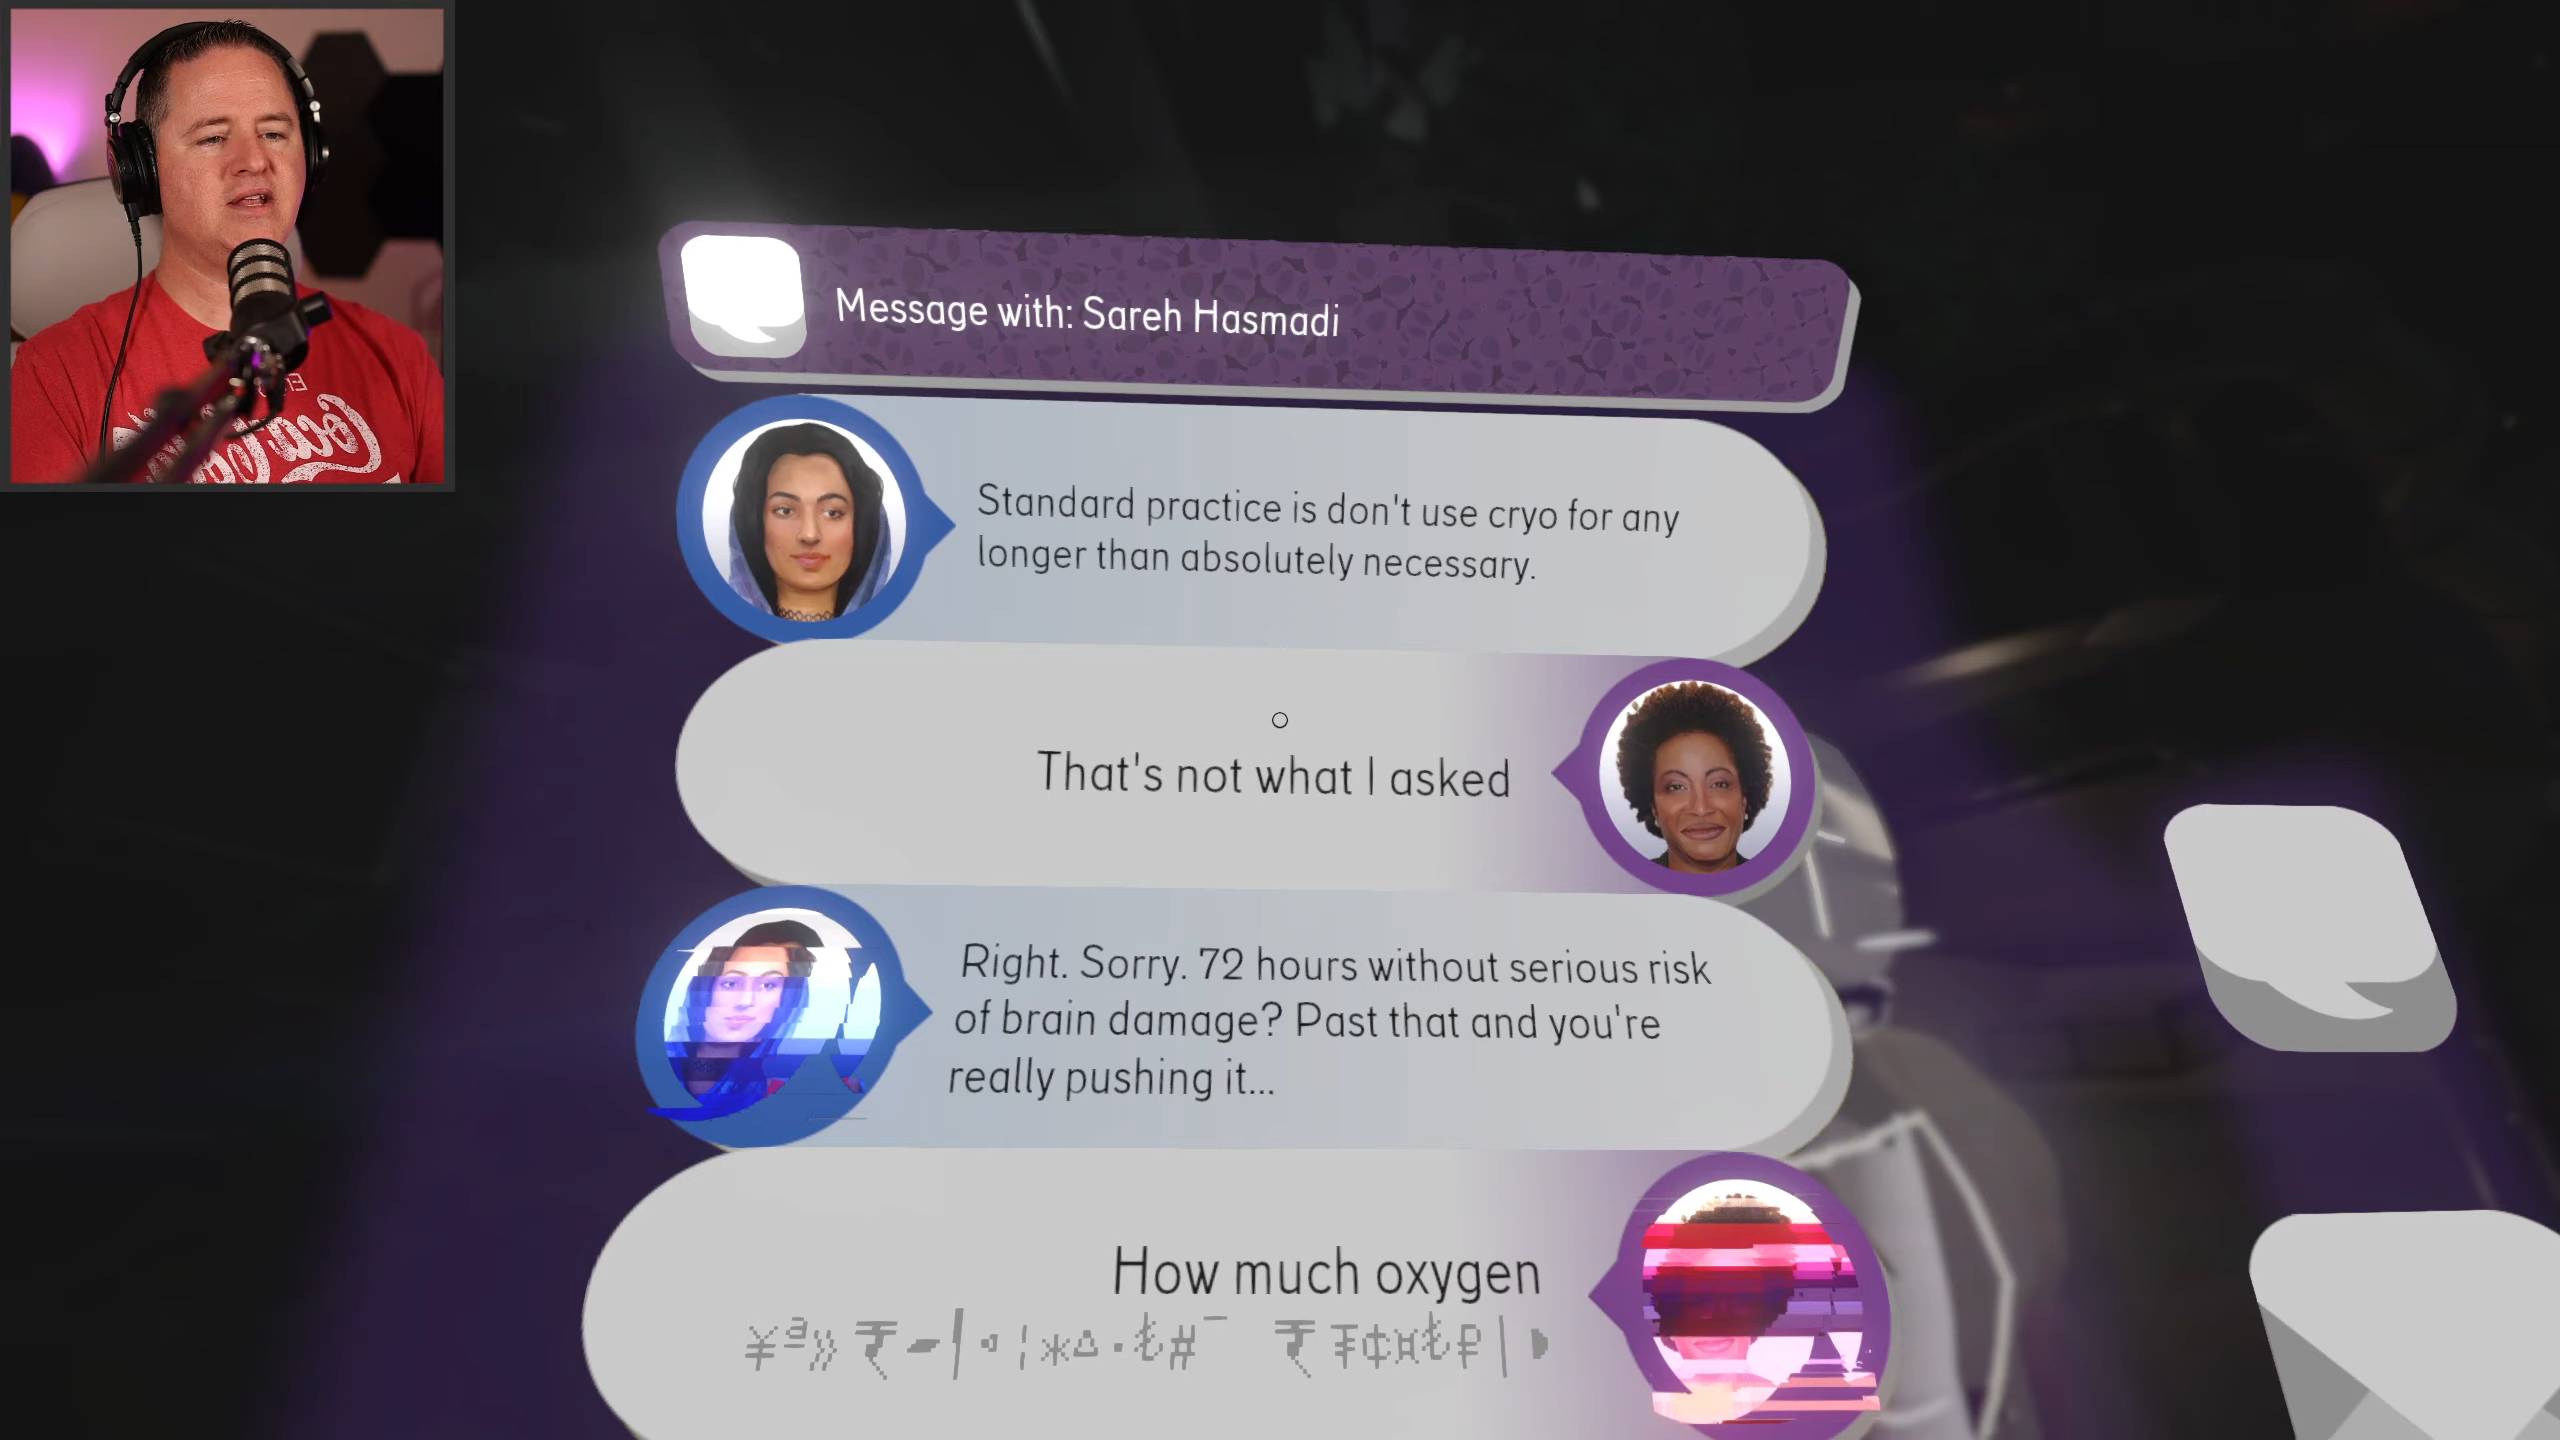 Message with: Sareh Hasmadi
Standard practice is don't use cryo for any
longer than absolutely necessary.
That's not what I asked
Right. Sorry. 72 hours without serious risk
of brain damage? Past that and you're
really pushing it...
How much oxygen
Coca-Cola